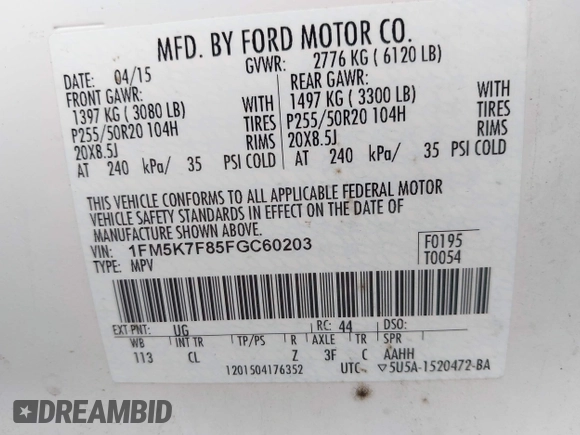 MFD. BY FORD MOTOR CO.
DATE: 04/15
GVWR: 2776 KG ( 6120 LB)
FRONT GAWR:
REAR GAWR:
1397 KG ( 3080 LB)
WITH
1497 KG ( 3300 LB)
WITH
P255/50R20 104H
TIRES
P255/50R20 104H
TIRES
20X8.5J
RIMS
20X8.5J
RIMS
AT 240 kPa/ 35 PSI COLD
AT 240 kPa/ 35 PSI COLD
THIS VEHICLE CONFORMS TO ALL APPLICABLE FEDERAL MOTOR
VEHICLE SAFETY STANDARDS IN EFFECT ON THE DATE OF
MANUFACTURE SHOWN ABOVE.
VIN: 1FM5K7F85FGC60203
TYPE: MPV
F0195
T0054
EXT PNT: UG RC: 44 DSO:
WB INT TR TP/PS R AXLE TR SPR
113 CL Z 3F C AAHH
1201504176352 UTC ▽5U5A-1520472-BA
DREAMBID